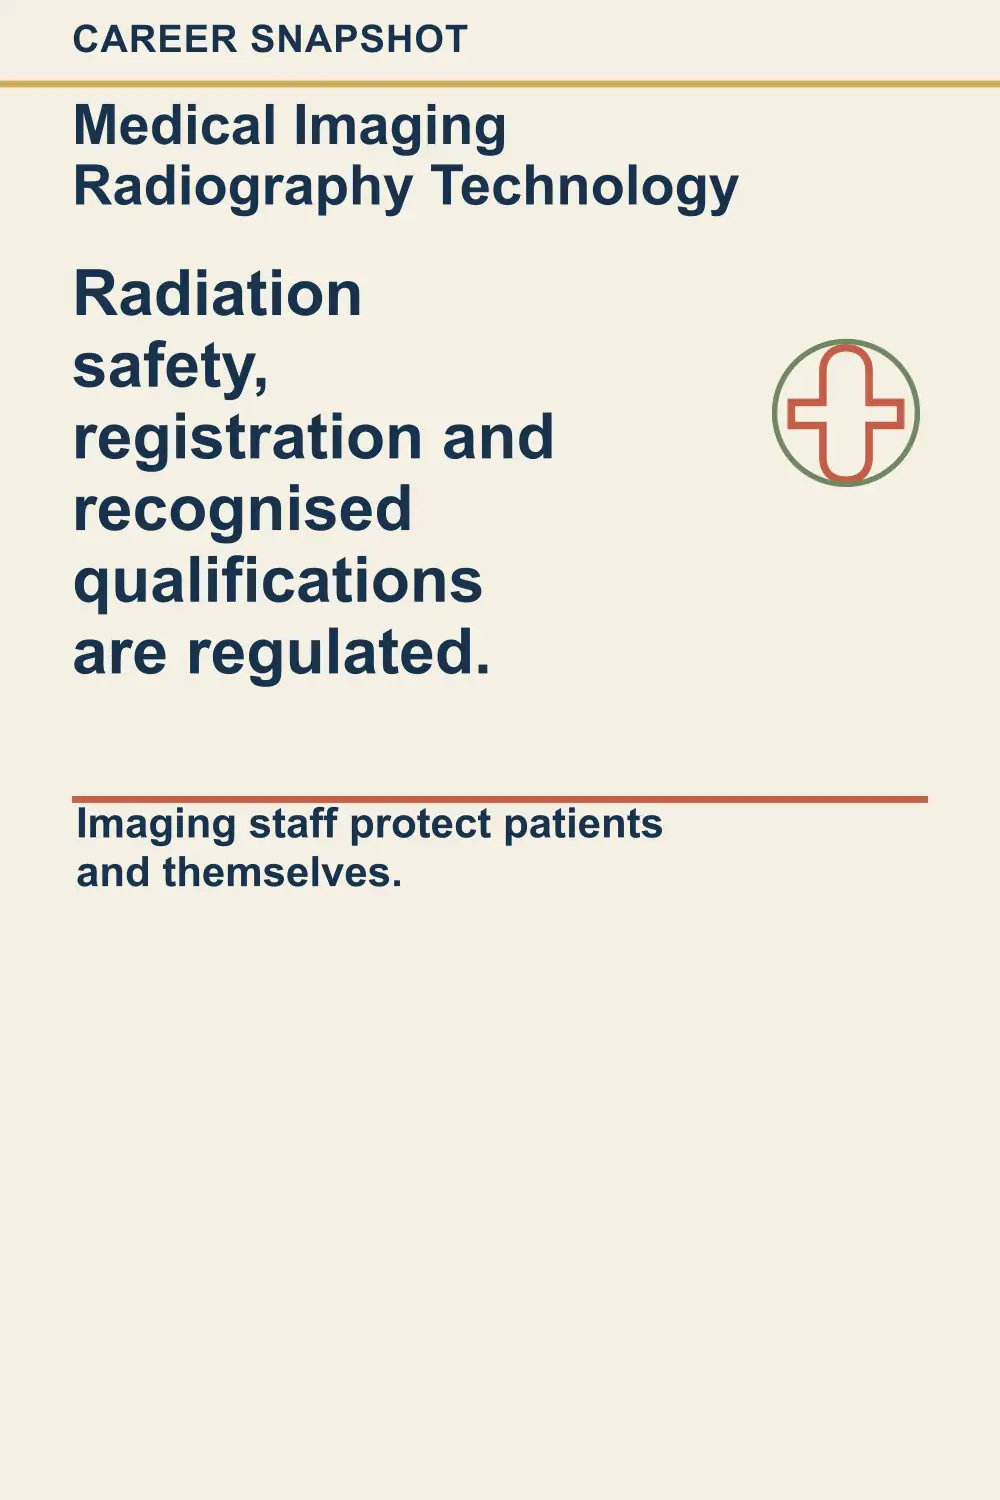 CAREER SNAPSHOT
Medical Imaging
Radiography Technology
Radiation
safety,
registration and
recognised
qualifications
are regulated.
Imaging staff protect patients
and themselves.